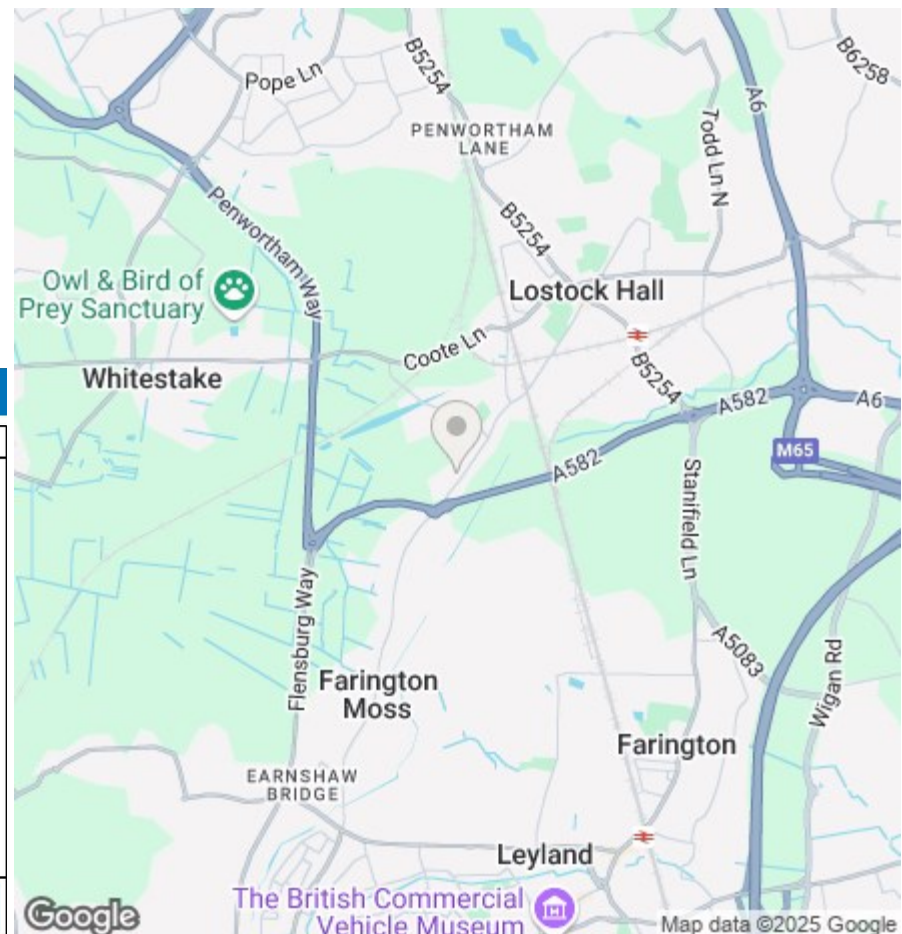 Pope Ln
B5254
B6258
A6
PENWORTHAM
LANE
Todd Ln N
Penwortham Way
B5254
Owl & Bird of
Prey Sanctuary
Lostock Hall
Coote Ln
Whitestake
B5254
A582
A6
M65
A582
Stanifield Ln
Flensburg Way
A5083
Wigan Rd
Farington
Moss
Farington
EARNSHAW
BRIDGE
Leyland
The British Commercial
Vehicle Museum
Google
Map data ©2025 Google